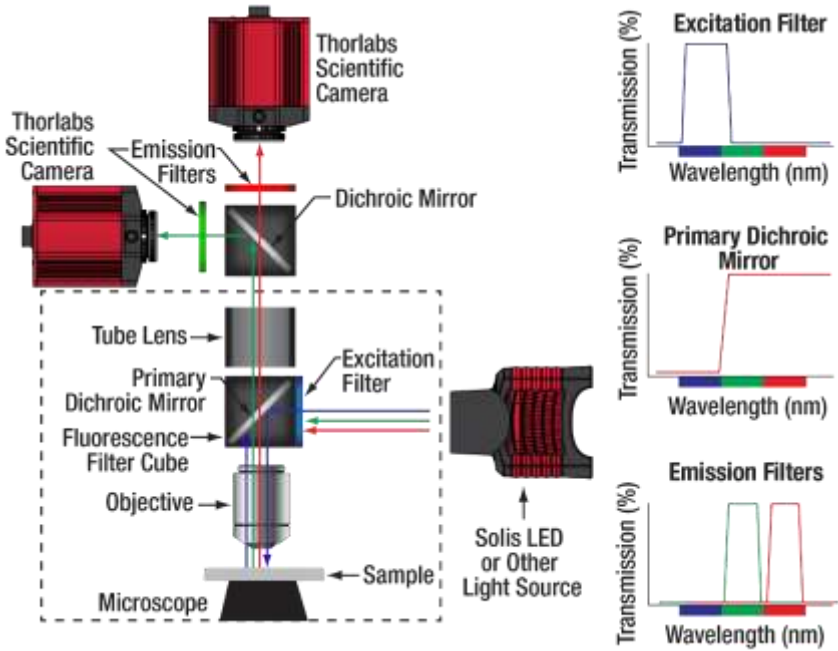 Thorlabs
Scientific
Camera
Thorlabs
Scientific
Camera
Emission
Filters
Dichroic Mirror
Tube Lens
Excitation
Filter
Primary
Dichroic Mirror
Fluorescence
Filter Cube
Objective
Sample
Microscope
Solis LED
or Other
Light Source
Excitation Filter
Transmission (%)
Wavelength (nm)
Primary Dichroic
Mirror
Transmission (%)
Wavelength (nm)
Emission Filters
Transmission (%)
Wavelength (nm)